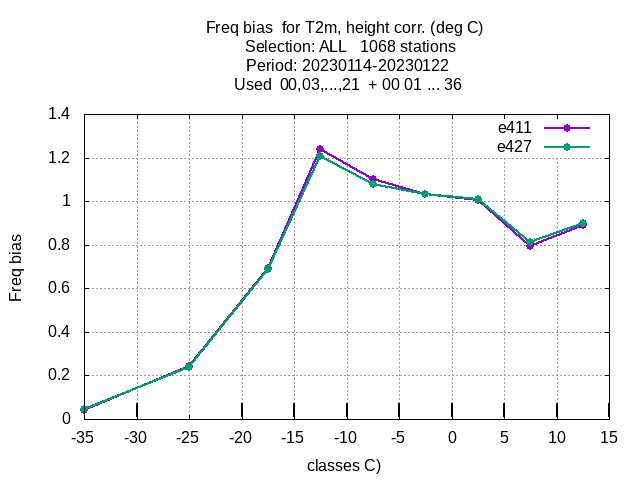 Freq bias  for T2m, height corr. (deg C)
Selection: ALL   1068 stations
Period: 20230114-20230122
Used  00,03,...,21  + 00 01 ... 36
1.4
1.2
1
0.8
0.6
0.4
0.2
0
Freq bias
e411
e427
-35 -30 -25 -20 -15 -10 -5 0 5 10 15
classes C)